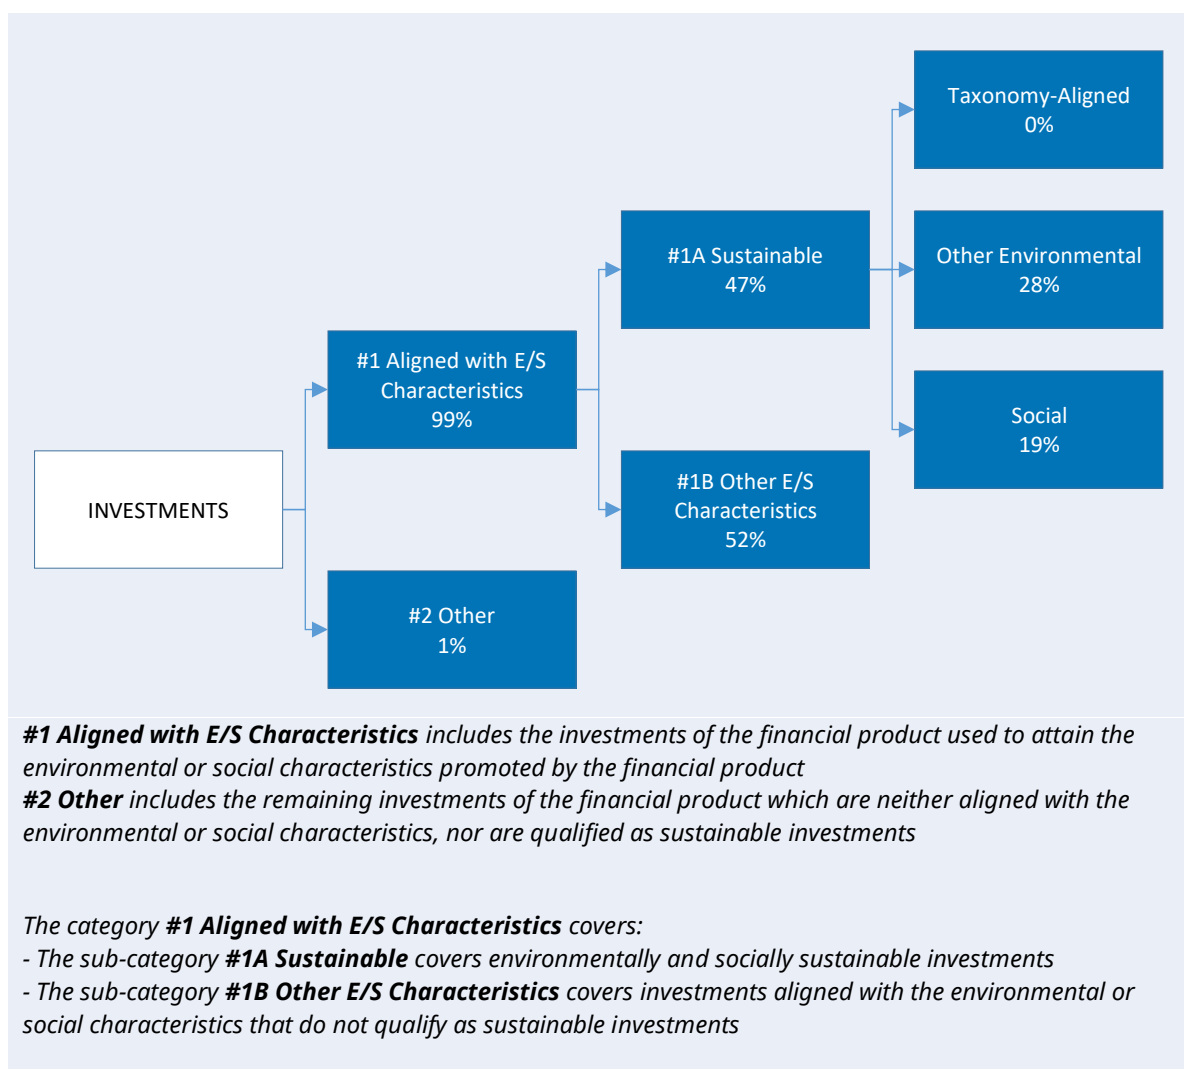 Taxonomy-Aligned
0%
#1A Sustainable
47%
Other Environmental
28%
#1 Aligned with E/S
Characteristics
99%
Social
19%
INVESTMENTS
#1B Other E/S
Characteristics
52%
#2 Other
1%
#1 Aligned with E/S Characteristics includes the investments of the financial product used to attain the
environmental or social characteristics promoted by the financial product
#2 Other includes the remaining investments of the financial product which are neither aligned with the
environmental or social characteristics, nor are qualified as sustainable investments
The category #1 Aligned with E/S Characteristics covers:
- The sub-category #1A Sustainable covers environmentally and socially sustainable investments
- The sub-category #1B Other E/S Characteristics covers investments aligned with the environmental or
social characteristics that do not qualify as sustainable investments